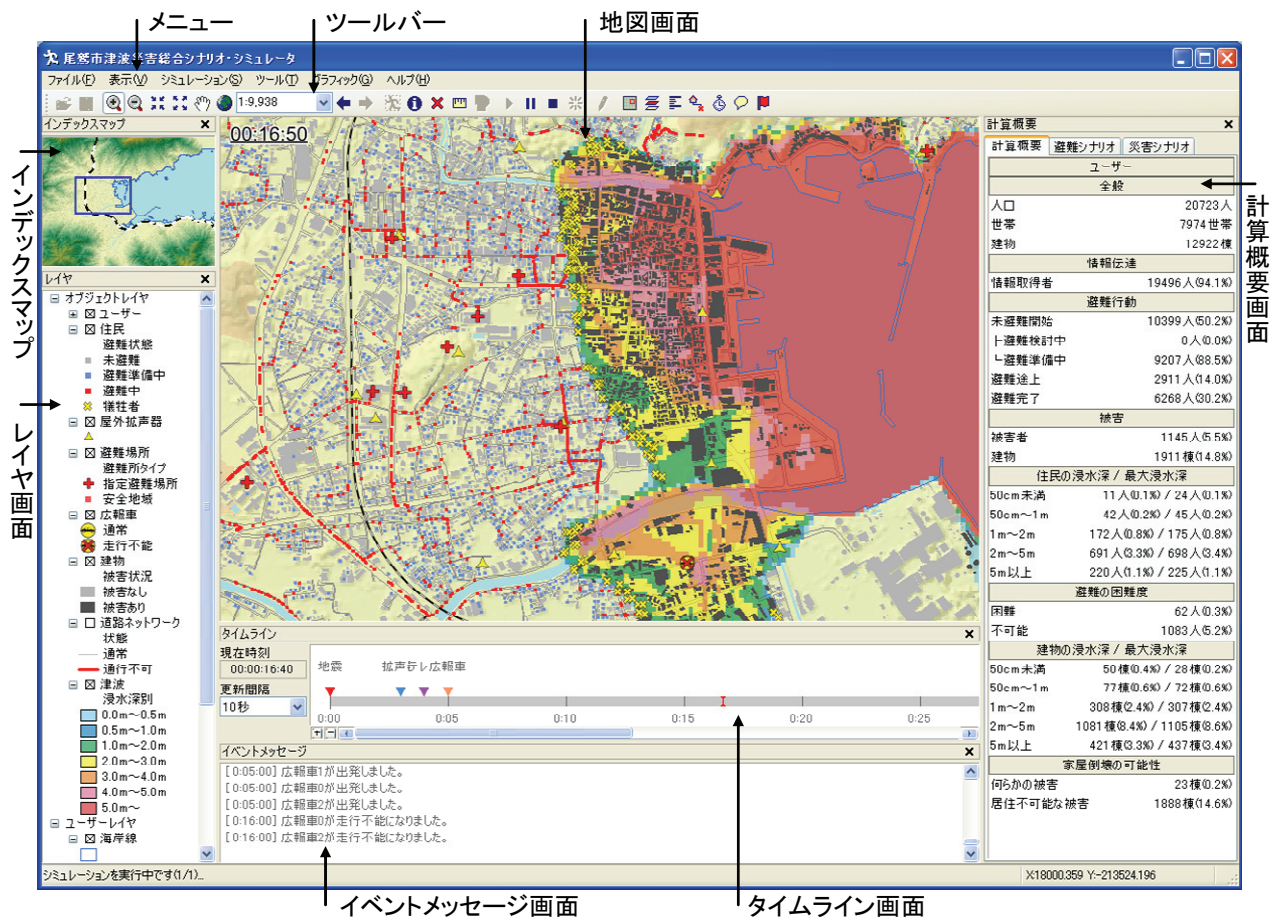 メニュー
ツールバー
地図画面
尾鷲市津波災害総合シナリオ・シミュレータ
ファイル(F) 表示(V) シミュレーション(S) ツール(T) グラフィック(G) ヘルプ(H)
1:9,938
インデックスマップ
インデックスマップ
レイヤ
オブジェクトレイヤ
ユーザー
住民
避難状態
未避難
避難準備中
避難中
犠牲者
屋外拡声器
避難場所
避難所タイプ
指定避難場所
安全地域
広報車
通常
走行不能
建物
被害状況
被害なし
被害あり
道路ネットワーク
状態
通常
通行不可
津波
浸水深別
0.0m～0.5m
0.5m～1.0m
1.0m～2.0m
2.0m～3.0m
3.0m～4.0m
4.0m～5.0m
5.0m～
ユーザーレイヤ
海岸線
レイヤ画面
00:16:50
タイムライン
現在時刻
00:00:16:40
更新間隔
10秒
地震 拡声テレ広報車
0:00 0:05 0:10 0:15 0:20 0:25
イベントメッセージ
[0:05:00] 広報車1が出発しました。
[0:05:00] 広報車0が出発しました。
[0:05:00] 広報車2が出発しました。
[0:16:00] 広報車0が走行不能になりました。
[0:16:00] 広報車2が走行不能になりました。
計算概要
計算概要 避難シナリオ 災害シナリオ
ユーザー
全般
人口 20723人
世帯 7974世帯
建物 12922棟
情報伝達
情報取得者 19496人(94.1%)
避難行動
未避難開始 10399人(50.2%)
├避難検討中 0人(0.0%)
└避難準備中 9207人(88.5%)
避難途上 2911人(14.0%)
避難完了 6268人(30.2%)
被害
被害者 1145人(5.5%)
建物 1911棟(14.8%)
住民の浸水深 / 最大浸水深
50cm未満 11人(0.1%) / 24人(0.1%)
50cm～1m 42人(0.2%) / 45人(0.2%)
1m～2m 172人(0.8%) / 175人(0.8%)
2m～5m 691人(3.3%) / 698人(3.4%)
5m以上 220人(1.1%) / 225人(1.1%)
避難の困難度
困難 62人(0.3%)
不可能 1083人(5.2%)
建物の浸水深 / 最大浸水深
50cm未満 50棟(0.4%) / 28棟(0.2%)
50cm～1m 77棟(0.6%) / 72棟(0.6%)
1m～2m 308棟(2.4%) / 307棟(2.4%)
2m～5m 1081棟(8.4%) / 1105棟(8.6%)
5m以上 421棟(3.3%) / 437棟(3.4%)
家屋倒壊の可能性
何らかの被害 23棟(0.2%)
居住不可能な被害 1888棟(14.6%)
計算概要画面
シミュレーションを実行中です(1/1)...
X:18000.359 Y:-213524.196
イベントメッセージ画面
タイムライン画面